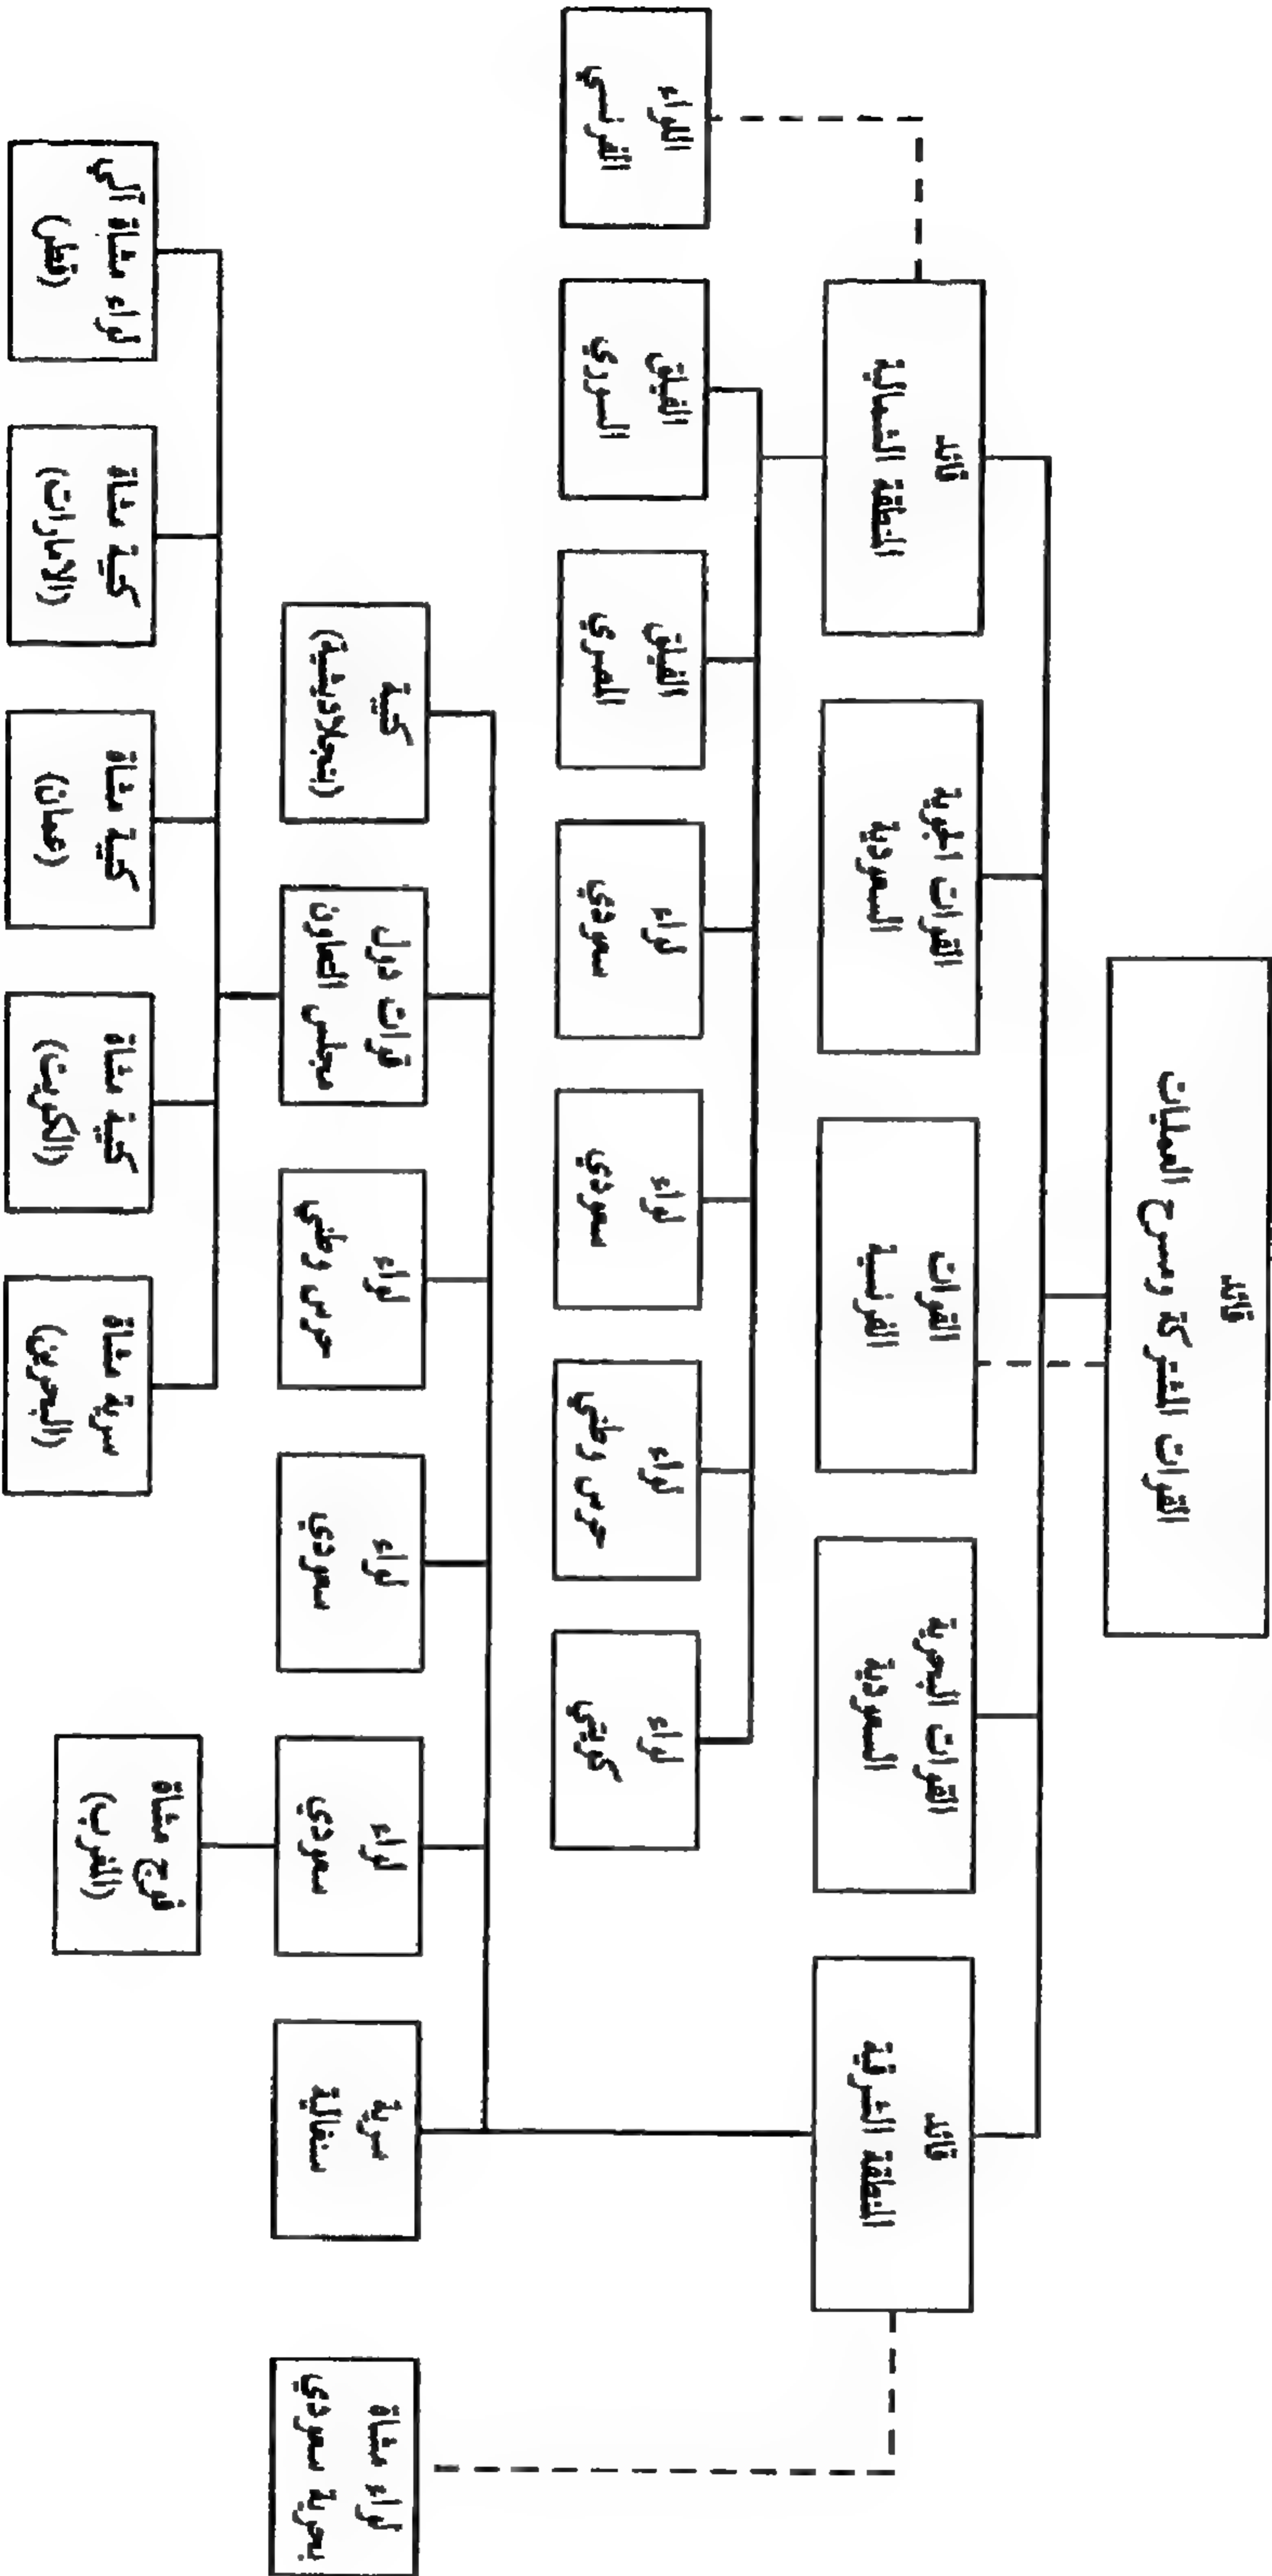 قائد
القوات المشتركة ومسرح العمليات
قائد
المنطقة الشرقية
القوات البحرية
السعودية
القوات
الفرنسية
القوات الجوية
السعودية
قائد
المنطقة الشمالية
لواء
كويتي
لواء
حرس وطني
لواء
سعودي
لواء
سعودي
الفيلق
المصري
الفيلق
السوري
اللواء
الفرنسي
لواء مشاة
بحرية سعودي
سرية
سنغالية
لواء
سعودي
لواء
سعودي
لواء
حرس وطني
قوات دول
مجلس التعاون
كتيبة
(بنجلاديشية)
فوج مشاة
(المغرب)
سرية مشاة
(البحرين)
كتيبة مشاة
(الكويت)
كتيبة مشاة
(عمان)
كتيبة مشاة
(الامارات)
لواء مشاة آلي
(قطر)